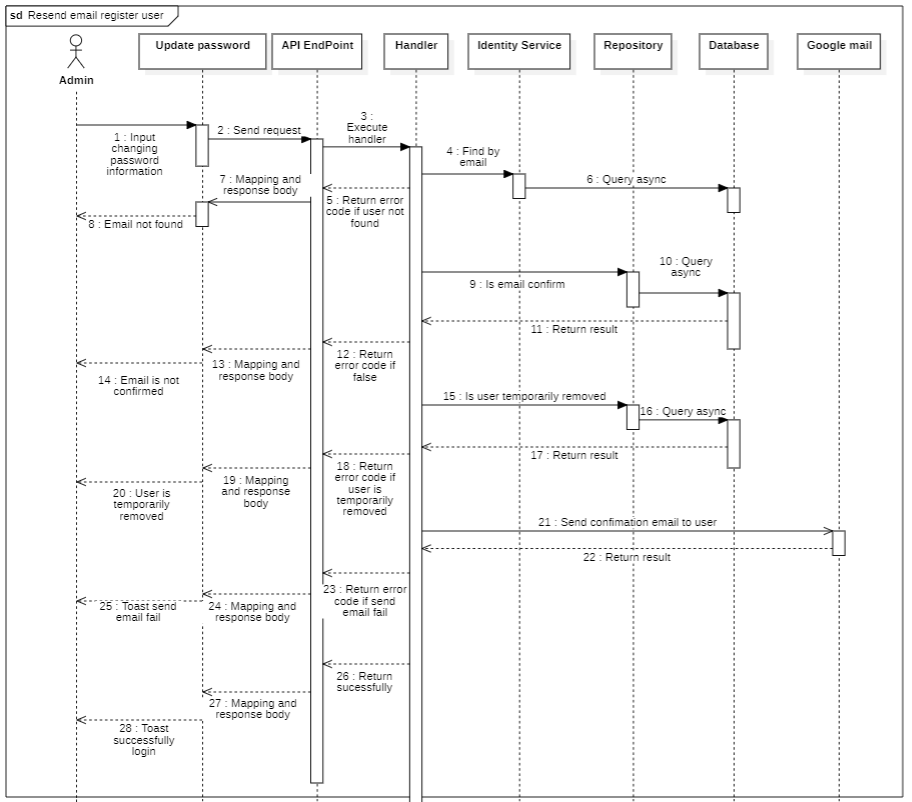 sd Resend email register user
Update password
API EndPoint
Handler
Identity Service
Repository
Database
Google mail
Admin
1 : Input
changing
password
information
2 : Send request
3 :
Execute
handler
4 : Find by
email
5 : Return error
code if user not
found
6 : Query async
7 : Mapping and
response body
8 : Email not found
9 : Is email confirm
10 : Query
async
11 : Return result
12 : Return
error code if
false
13 : Mapping and
response body
14 : Email is not
confirmed
15 : Is user temporarily removed
16 : Query async
17 : Return result
18 : Return
error code if
user is
temporarily
removed
19 : Mapping
and response
body
20 : User is
temporarily
removed
21 : Send confimation email to user
22 : Return result
23 : Return error
code if send
email fail
24 : Mapping and
response body
25 : Toast send
email fail
26 : Return
sucessfully
27 : Mapping and
response body
28 : Toast
successfully
login